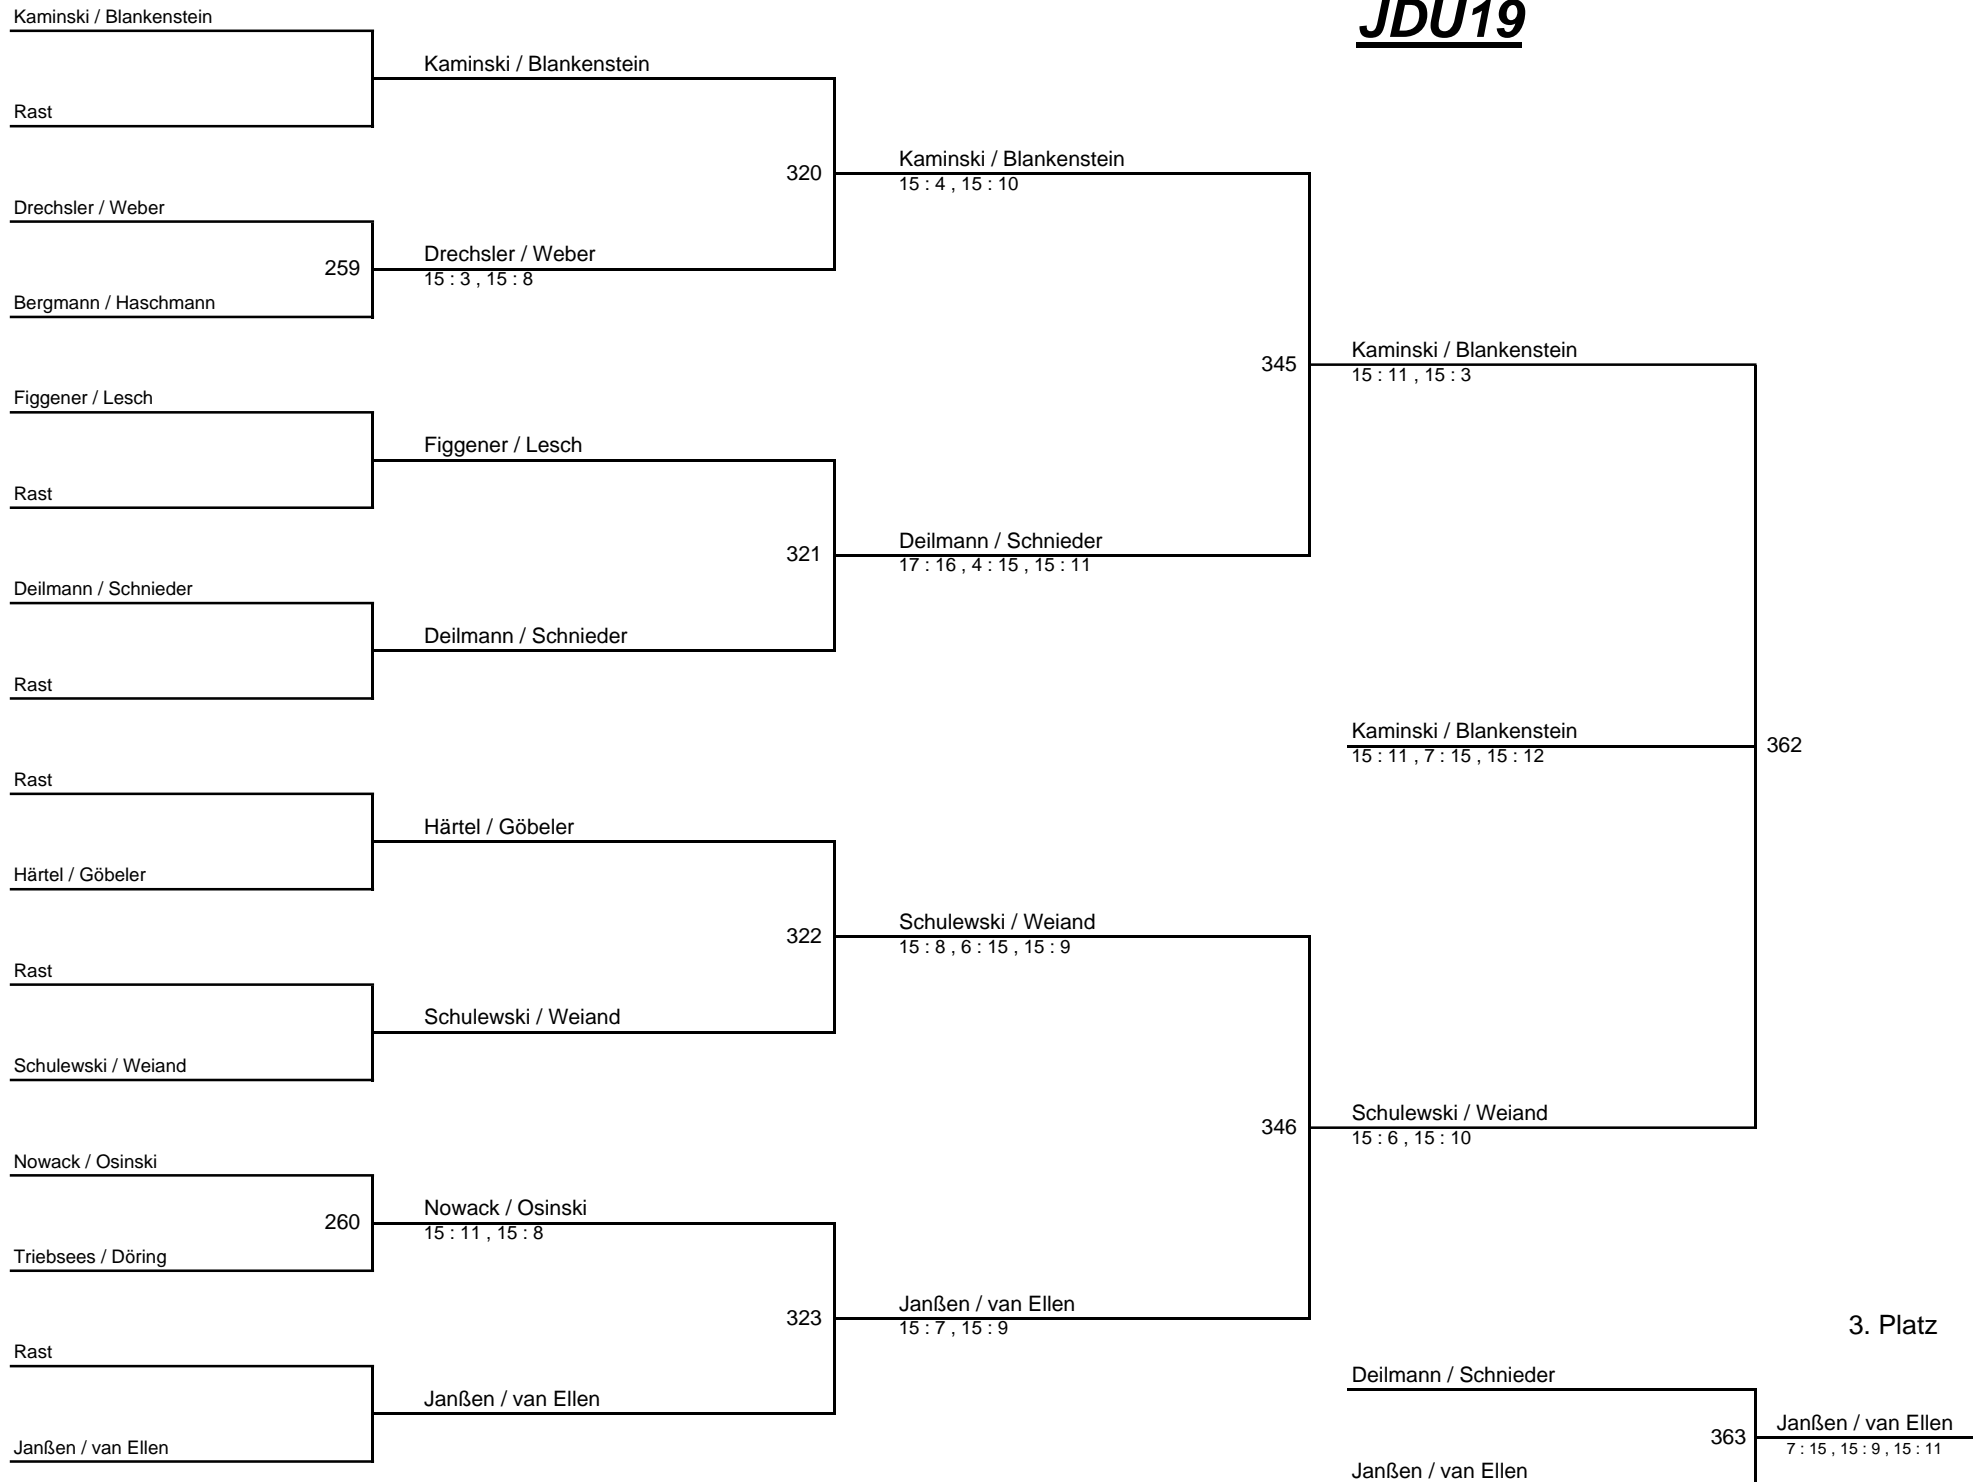 JDU19
Kaminski / Blankenstein
Rast
Drechsler / Weber
259
Bergmann / Haschmann
Figgener / Lesch
Rast
Deilmann / Schnieder
Rast
Rast
Härtel / Göbeler
Rast
Schulewski / Weiand
Nowack / Osinski
260
Triebsees / Döring
Rast
Janßen / van Ellen
Kaminski / Blankenstein
320
Drechsler / Weber
15 : 3 , 15 : 8
Figgener / Lesch
321
Deilmann / Schnieder
Härtel / Göbeler
322
Schulewski / Weiand
Nowack / Osinski
15 : 11 , 15 : 8
323
Janßen / van Ellen
Kaminski / Blankenstein
15 : 4 , 15 : 10
345
Deilmann / Schnieder
17 : 16 , 4 : 15 , 15 : 11
Schulewski / Weiand
15 : 8 , 6 : 15 , 15 : 9
346
Janßen / van Ellen
15 : 7 , 15 : 9
Kaminski / Blankenstein
15 : 11 , 15 : 3
Kaminski / Blankenstein
15 : 11 , 7 : 15 , 15 : 12
362
Schulewski / Weiand
15 : 6 , 15 : 10
3. Platz
Deilmann / Schnieder
363
Janßen / van Ellen
7 : 15 , 15 : 9 , 15 : 11
Janßen / van Ellen